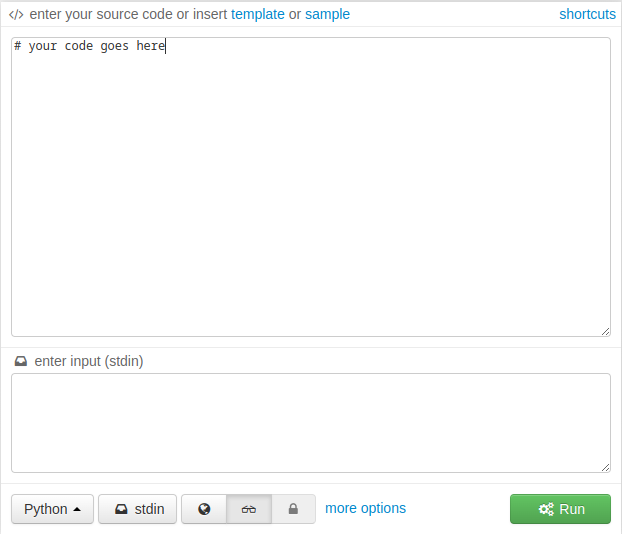 </> enter your source code or insert template or sample shortcuts
# your code goes here
enter input (stdin)
Python stdin more options Run